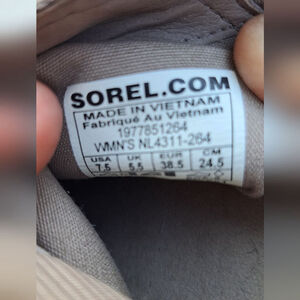 SOREL.COM
MADE IN VIETNAM
Fabriqué Au Vietnam
1977851264
WMN'S NL4311-264
USA UK EUR CM
7.5 5.5 38.5 24.5